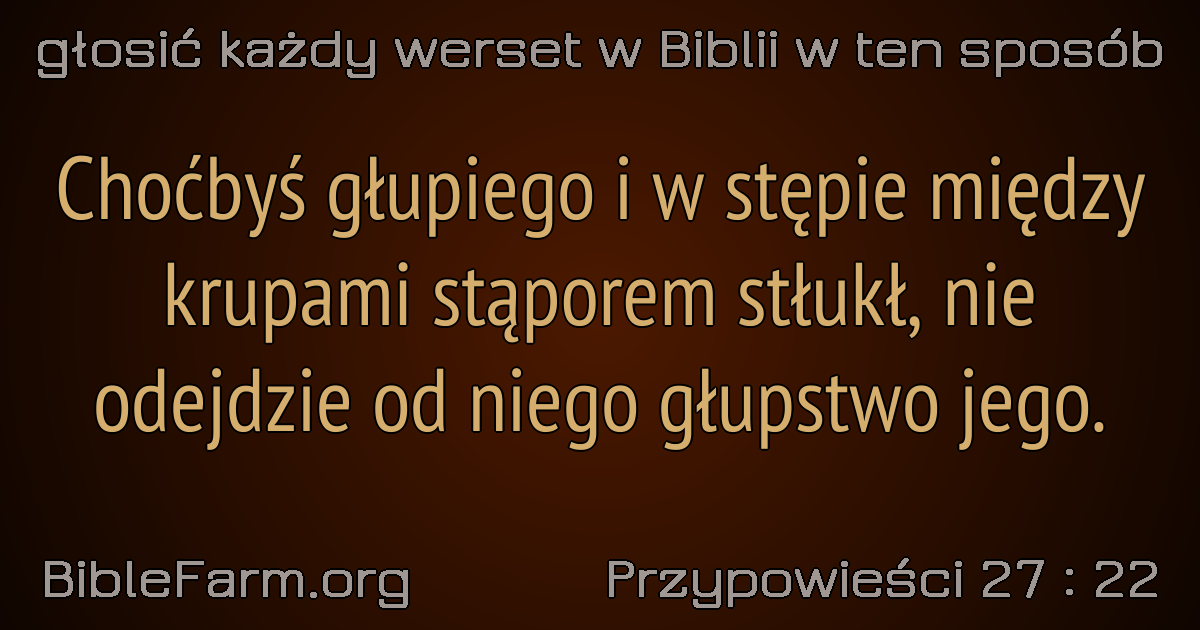 głosić każdy werset w Biblii w ten sposób
Choćbyś głupiego i w stępie między
krupami stąporem stłukł, nie
odejdzie od niego głupstwo jego.
BibleFarm.org
Przypowieści 27 : 22